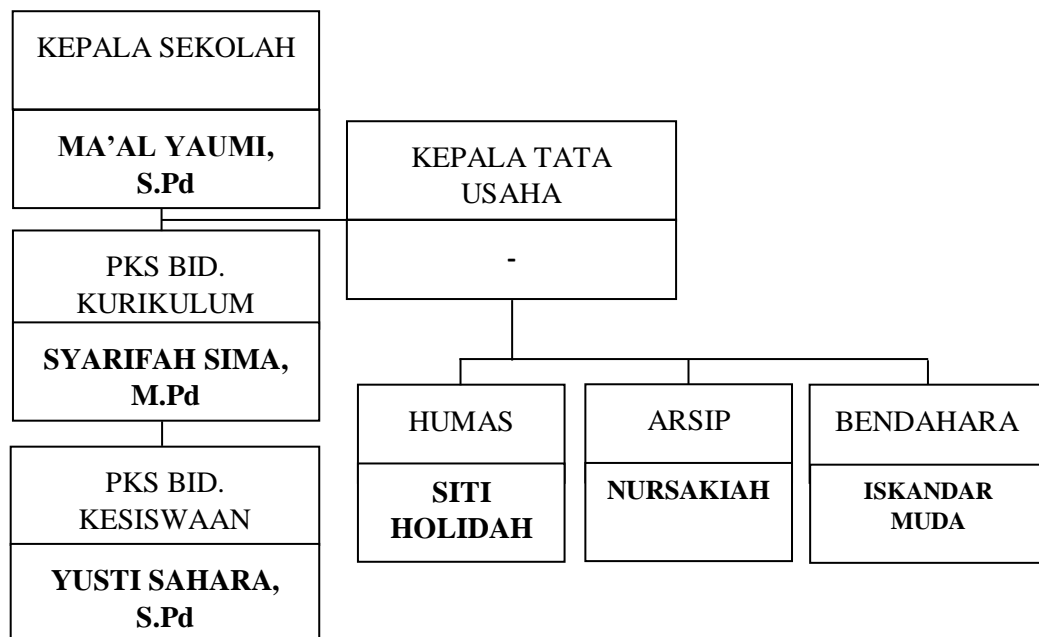 KEPALA SEKOLAH
MA’AL YAUMI,
S.Pd
KEPALA TATA
USAHA
-
PKS BID.
KURIKULUM
SYARIFAH SIMA,
M.Pd
HUMAS
SITI
HOLIDAH
ARSIP
NURSAKIAH
BENDAHARA
ISKANDAR
MUDA
PKS BID.
KESISWAAN
YUSTI SAHARA,
S.Pd